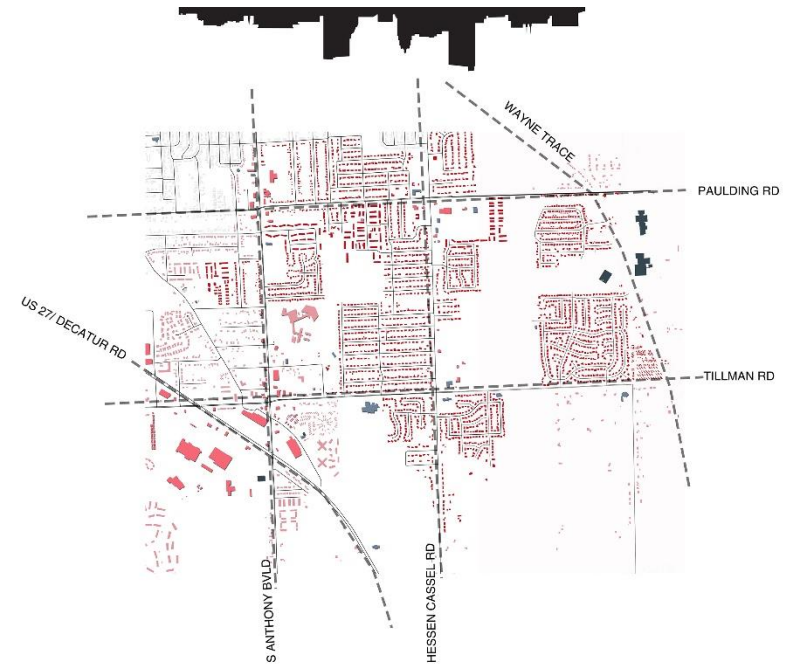 WAYNE TRACE
PAULDING RD
US 27/ DECATUR RD
TILLMAN RD
S ANTHONY BVLD
HESSEN CASSEL RD